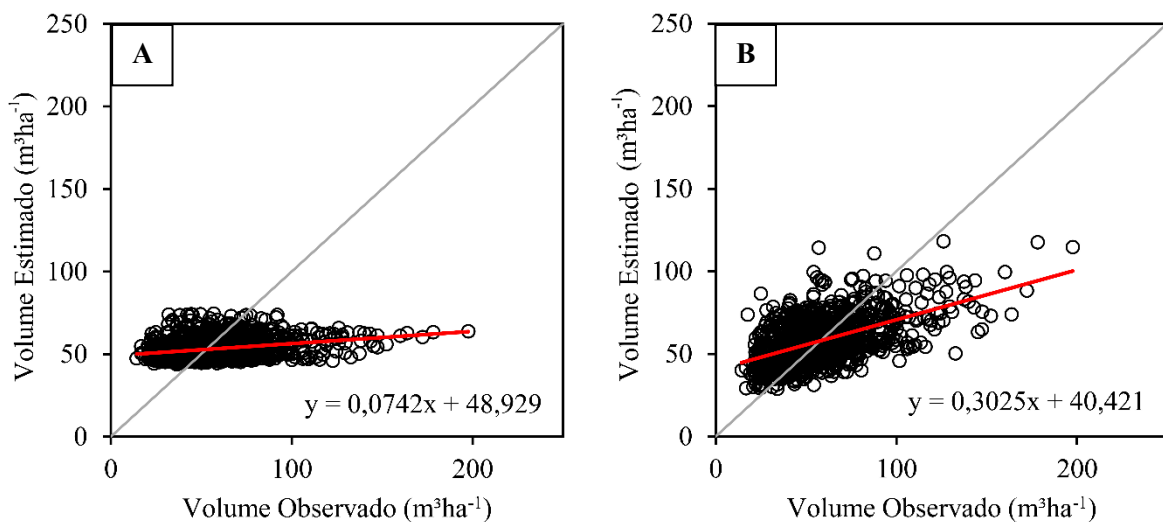 A
Volume Estimado (m³ha⁻¹)
250
200
150
100
50
0
y = 0,0742x + 48,929
0 100 200
Volume Observado (m³ha⁻¹)
B
Volume Estimado (m³ha⁻¹)
250
200
150
100
50
0
y = 0,3025x + 40,421
0 100 200
Volume Observado (m³ha⁻¹)